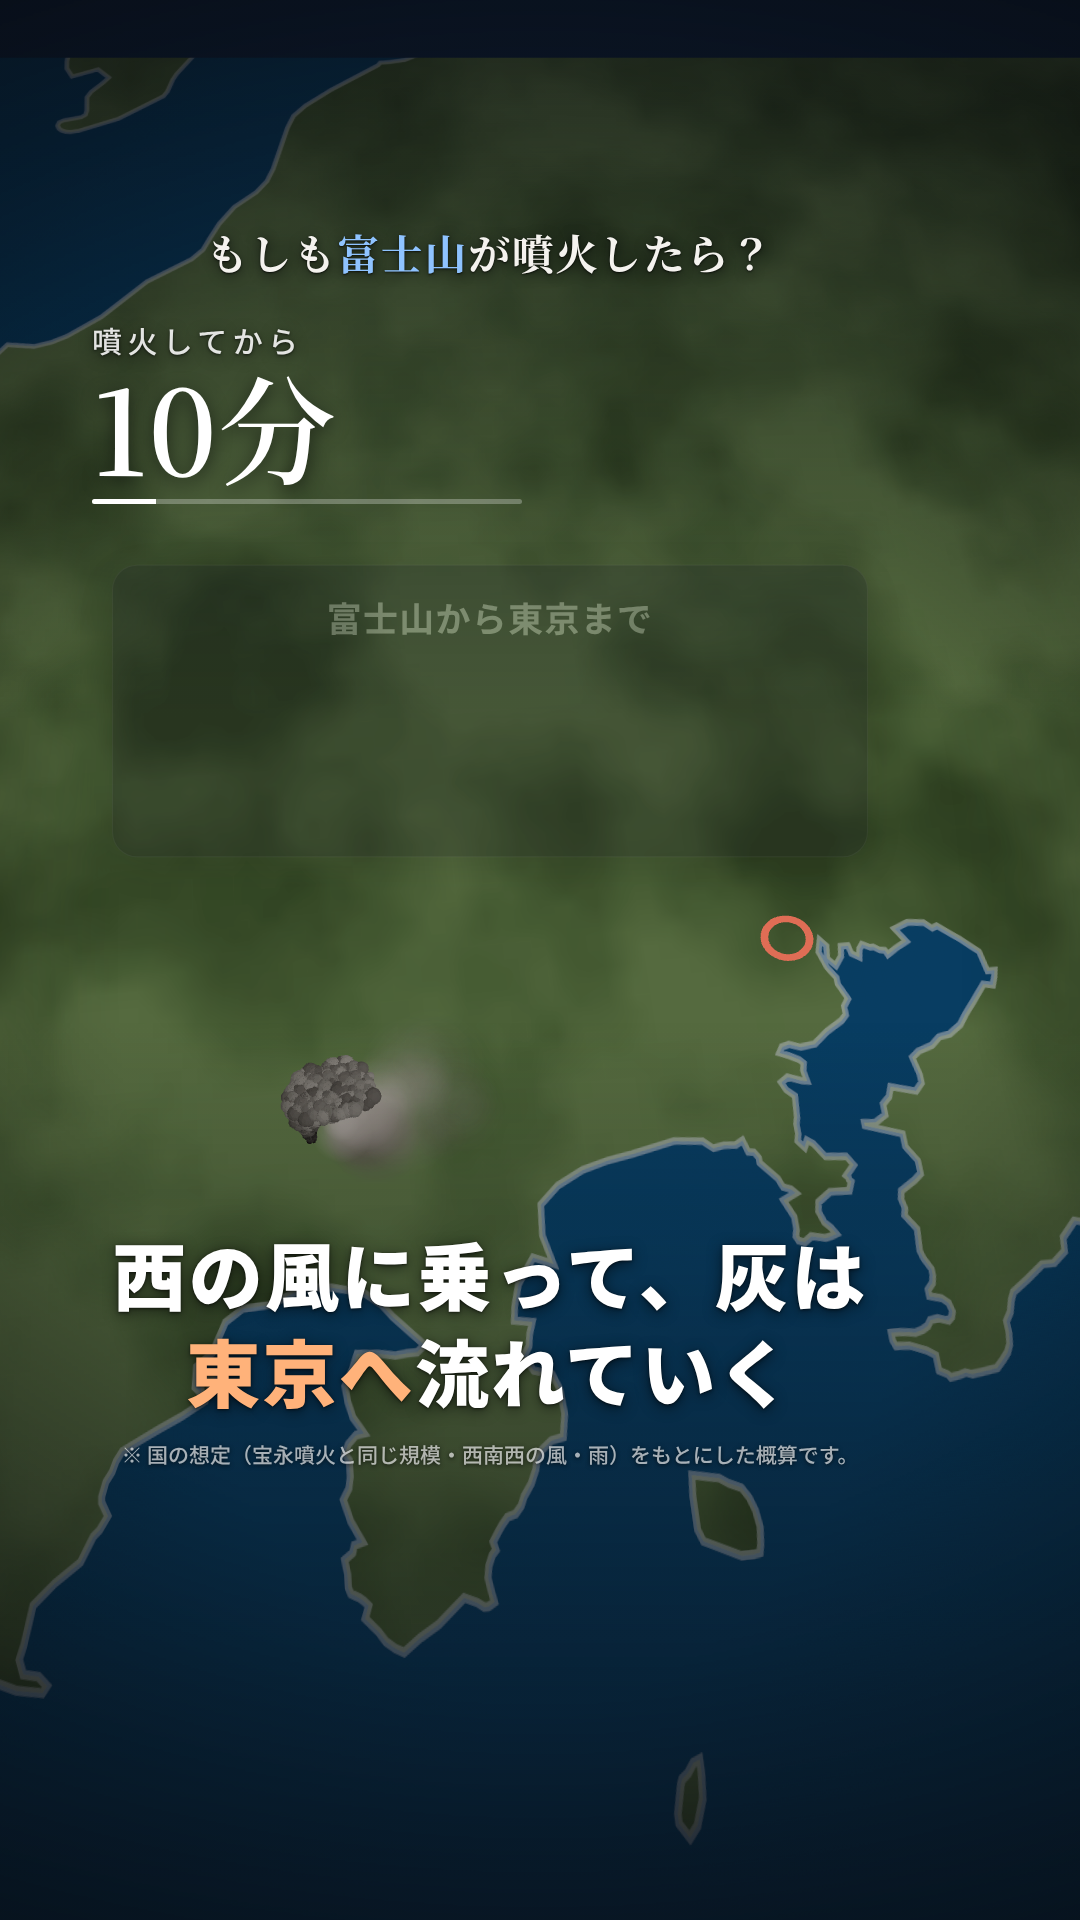 もしも富士山が噴火したら？
噴火してから
10分
富士山から東京まで
西の風に乗って、灰は
東京へ流れていく
※ 国の想定（宝永噴火と同じ規模・西南西の風・雨）をもとにした概算です。